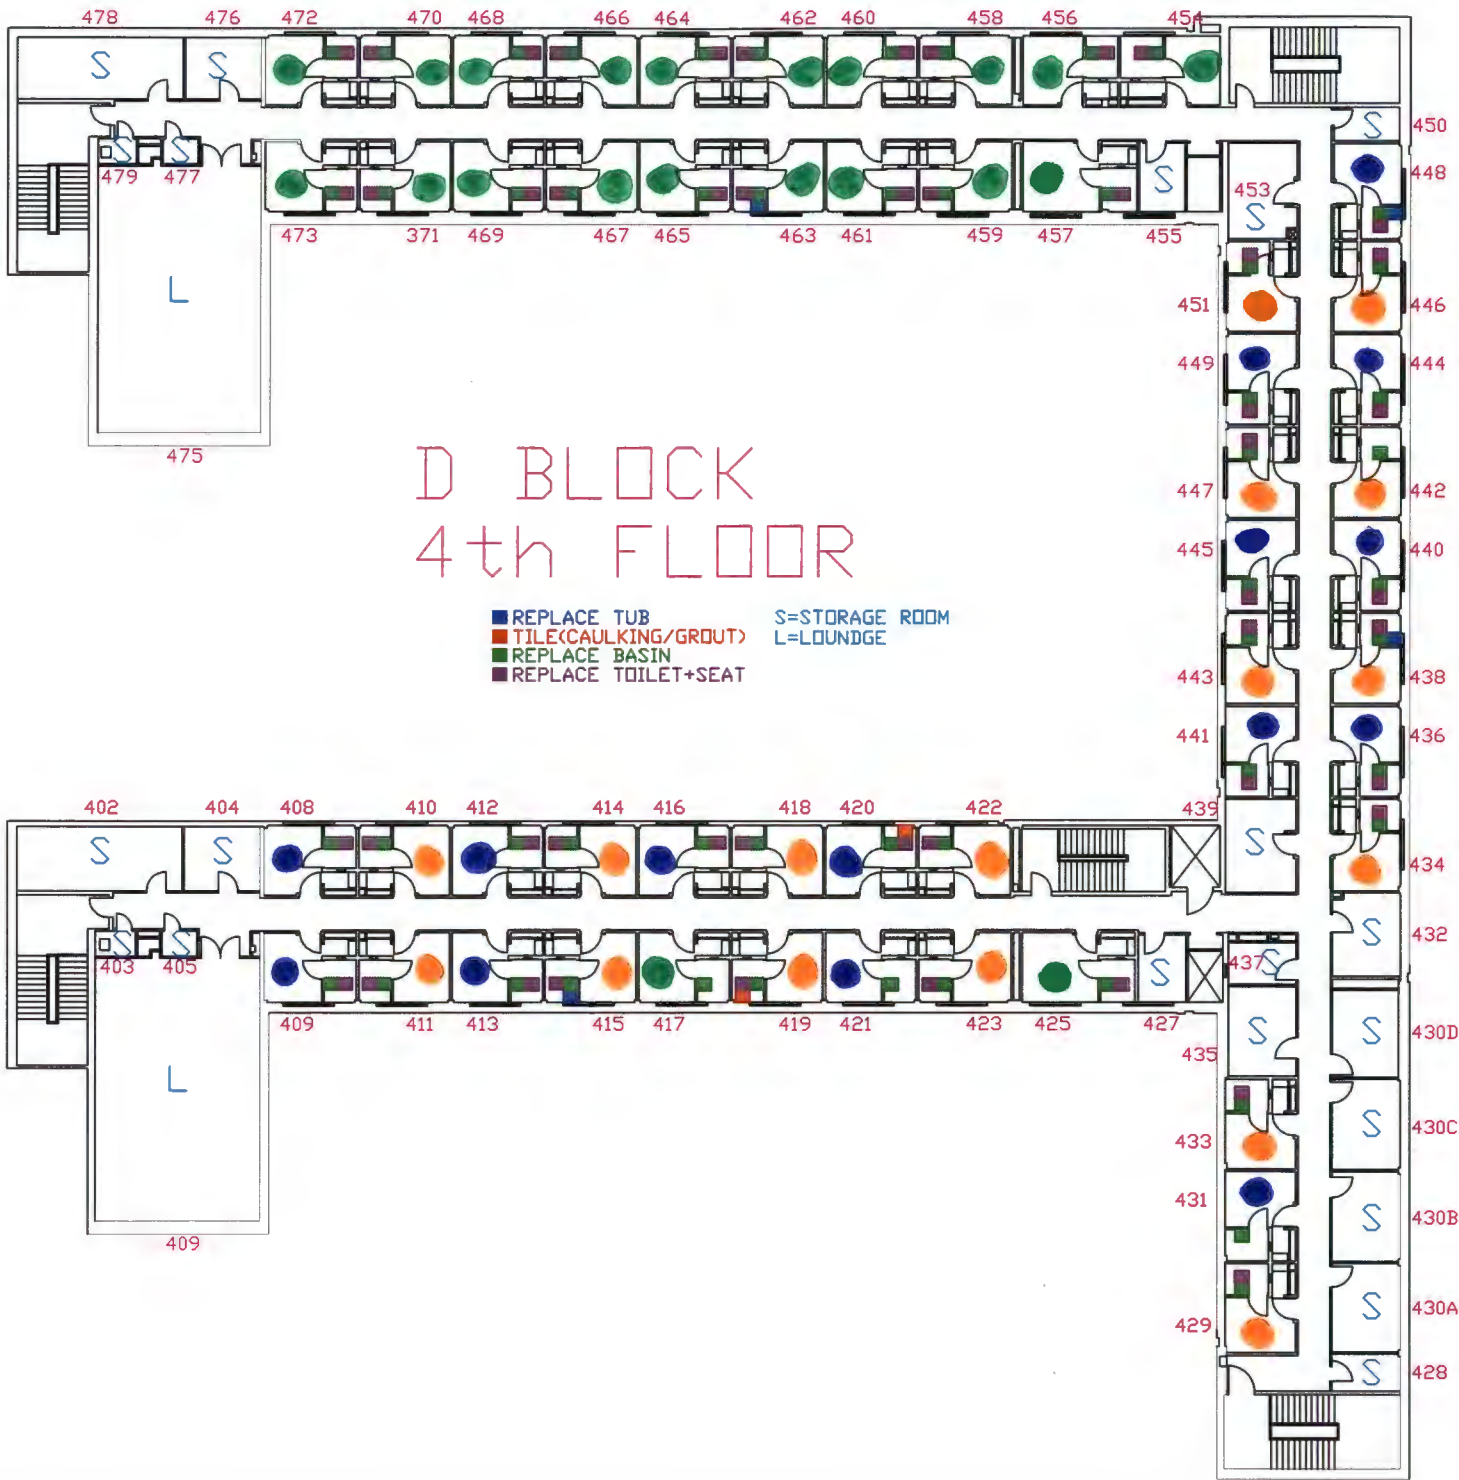 478 476 472 470 468 466 464 462 460 458 456 454
S S
S 450
S S S 448
479 477 453
S
473 371 469 467 465 463 461 459 457 455
L
451 446
449 444
475
D BLOCK
447 442
4th FLOOR
445 440
REPLACE TUB S=STORAGE ROOM
TILE(CAULKING/GROUT) L=LOUNDGE
REPLACE BASIN
REPLACE TOILET+SEAT
443 438
441 436
402 404 408 410 412 414 416 418 420 422 439
S S S
434
S S S 432
403 405 437 S
S
409 411 413 415 417 419 421 423 425 427
S S 430D
435
L
S 430C
433
431
S 430B
409
S 430A
429
S 428